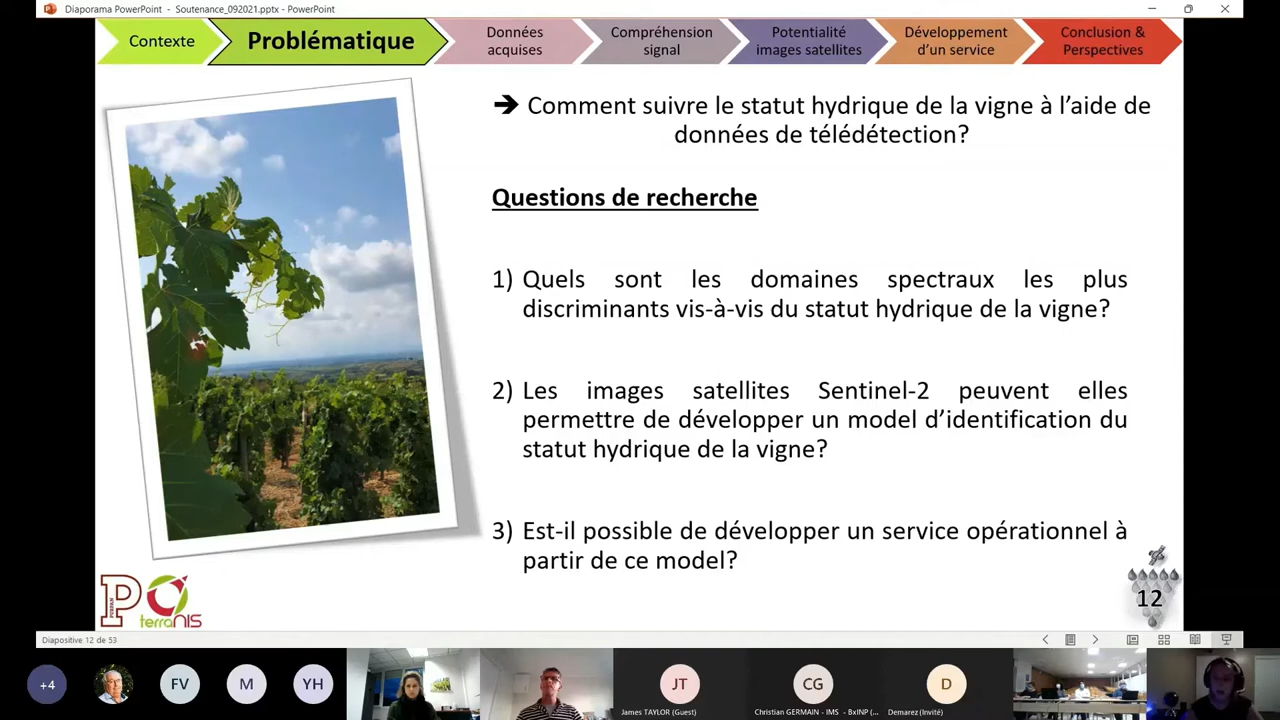 Diaporama PowerPoint - Soutenance_092021.pptx - PowerPoint
Contexte
Problématique
Données
acquises
Compréhension
signal
Potentialité
images satellites
Développement
d'un service
Conclusion &
Perspectives
➔ Comment suivre le statut hydrique de la vigne à l'aide de
données de télédétection?
Questions de recherche
1) Quels sont les domaines spectraux les plus
discriminants vis-à-vis du statut hydrique de la vigne?
2) Les images satellites Sentinel-2 peuvent elles
permettre de développer un model d'identification du
statut hydrique de la vigne?
3) Est-il possible de développer un service opérationnel à
partir de ce model?
P
PURPAN
terraNIS
12
Diapositive 12 de 53
+4
FV
M
YH
JT
James TAYLOR (Guest)
CG
Christian GERMAIN - IMS - BxINP (...
D
Demarez (Invité)